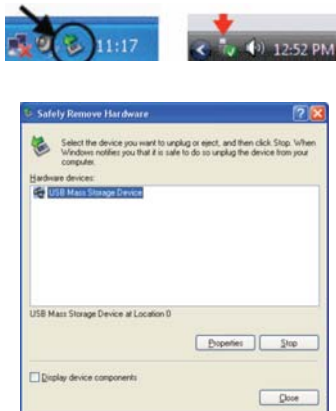 11:17
12:52 PM
Safely Remove Hardware
Select the device you want to unplug or eject, and then click Stop. When
Windows notifies you that it is safe to do so unplug the device from your
computer.
Hardware devices:
USB Mass Storage Device
USB Mass Storage Device at Location 0
Properties
Stop
Display device components
Close